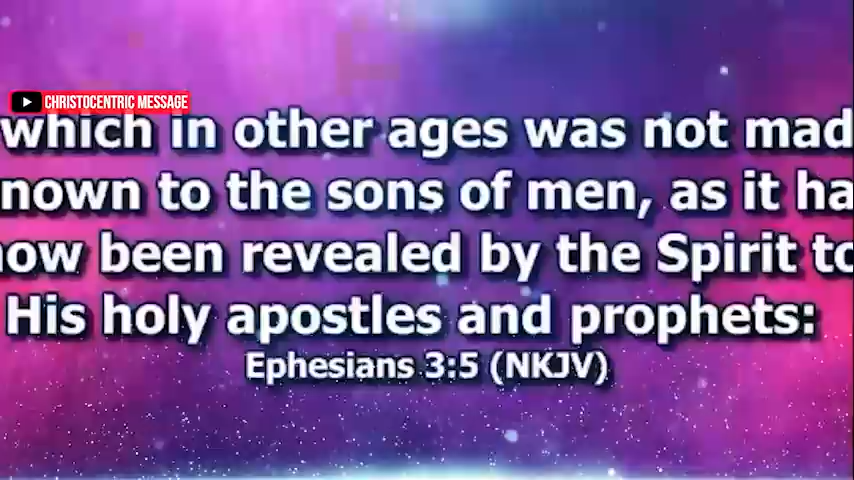 CHRISTOCENTRIC MESSAGE
which in other ages was not mad
nown to the sons of men, as it ha
now been revealed by the Spirit to
His holy apostles and prophets:
Ephesians 3:5 (NKJV)